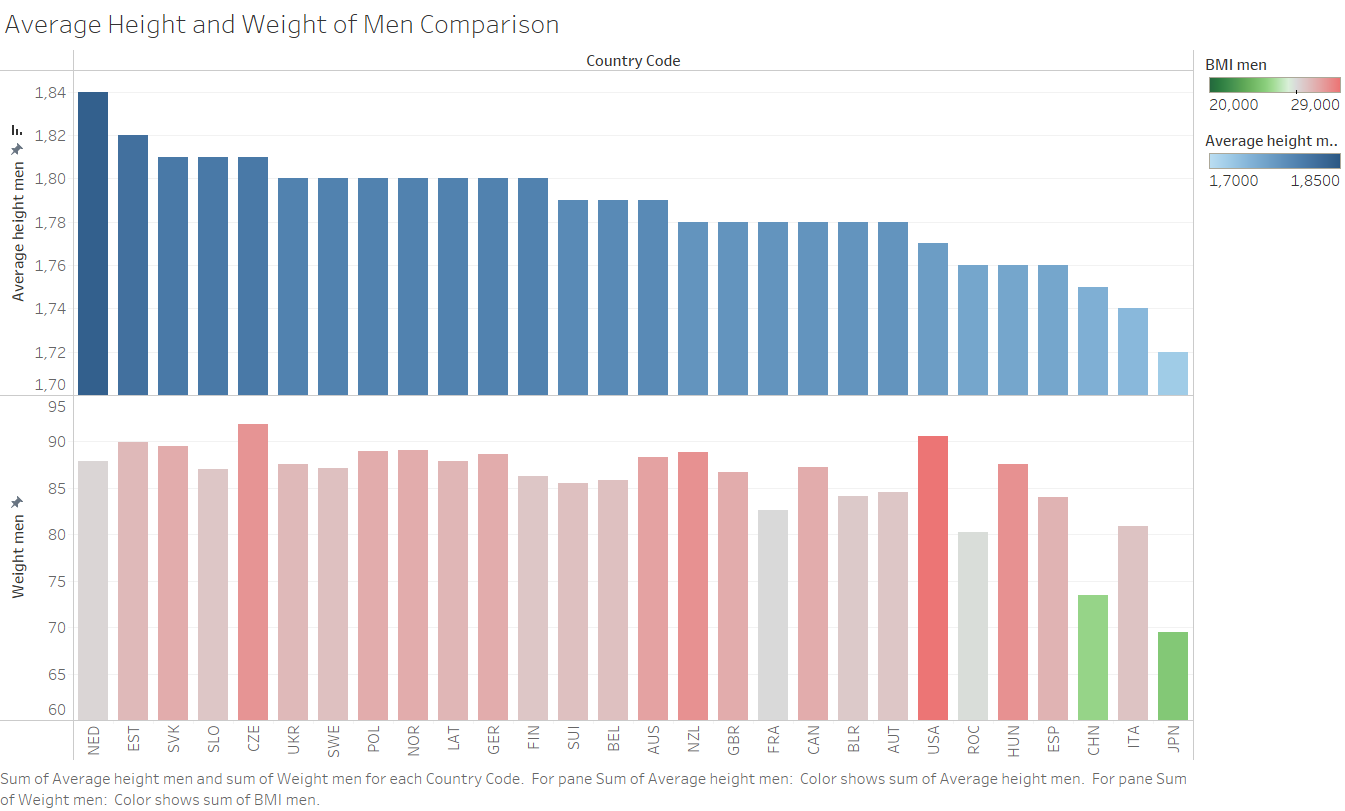 Average Height and Weight of Men Comparison
Country Code
BMI men
20,000 29,000
Average height m..
1,7000 1,8500
Average height men
1,84
1,82
1,81
1,80
1,78
1,76
1,74
1,72
1,70
Weight men
95
90
85
80
75
70
65
60
NED EST SVK SLO CZE UKR SWE POL NOR LAT GER FIN SUI BEL AUS NZL GBR FRA CAN BLR AUT USA ROC HUN ESP CHN ITA JPN
Sum of Average height men and sum of Weight men for each Country Code.  For pane Sum of Average height men:  Color shows sum of Average height men.  For pane Sum
of Weight men:  Color shows sum of BMI men.